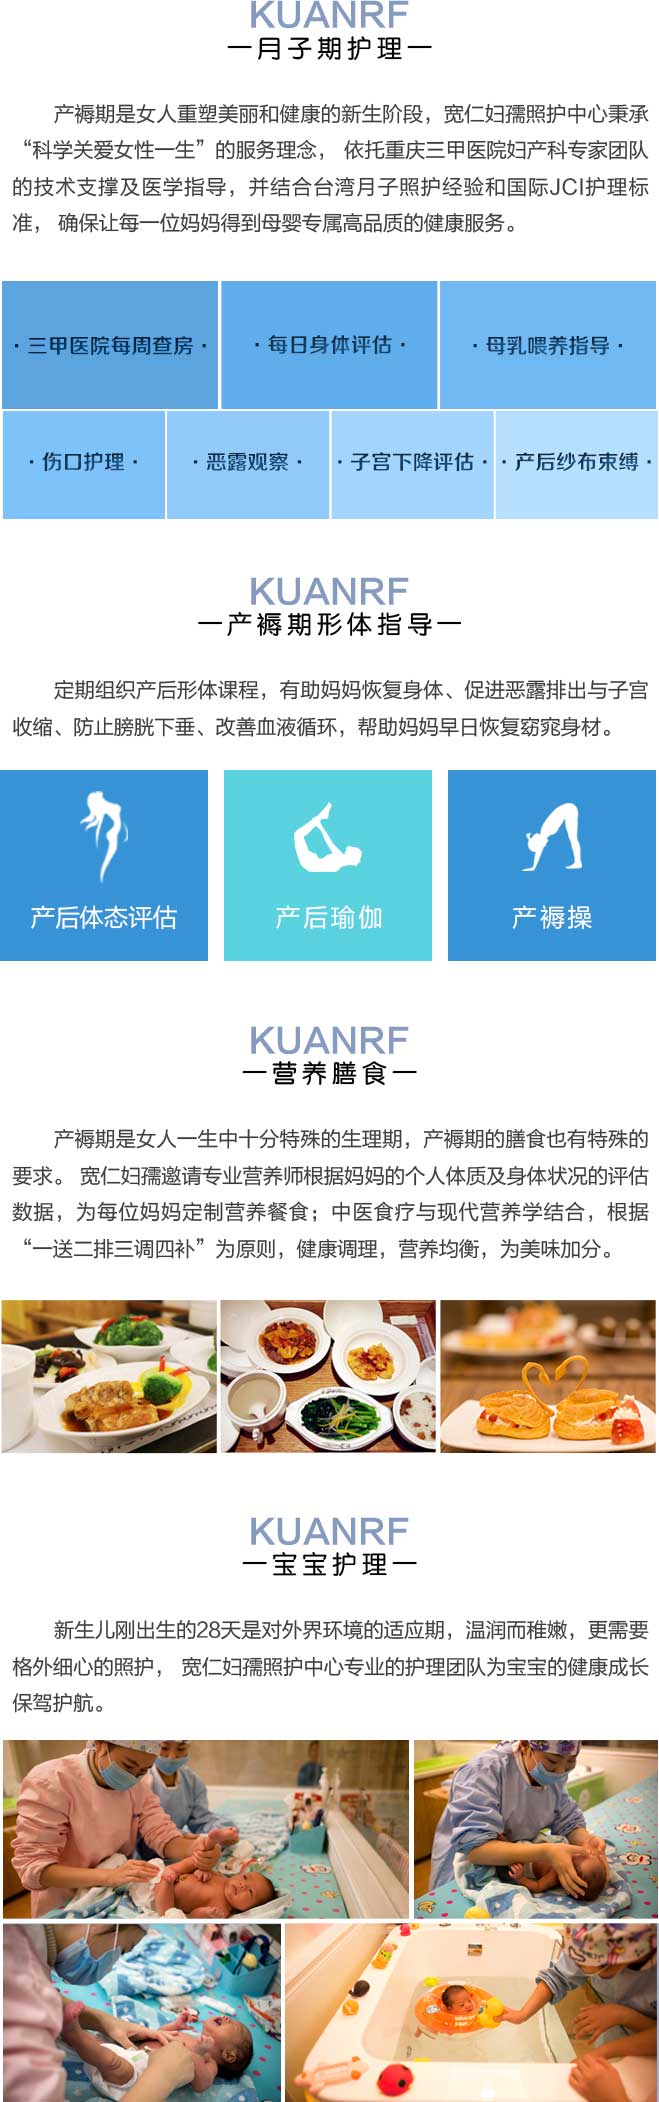 KUANRF
一月子期护理一
产褥期是女人重塑美丽和健康的新生阶段，宽仁妇孺照护中心秉承
“科学关爱女性一生”的服务理念， 依托重庆三甲医院妇产科专家团队
的技术支撑及医学指导，并结合台湾月子照护经验和国际JCI护理标
准， 确保让每一位妈妈得到母婴专属高品质的健康服务。
·三甲医院每周查房· ·每日身体评估· ·母乳喂养指导·
·伤口护理· ·恶露观察· ·子宫下降评估· ·产后纱布束缚·
KUANRF
一产褥期形体指导一
定期组织产后形体课程，有助妈妈恢复身体、促进恶露排出与子宫
收缩、防止膀胱下垂、改善血液循环，帮助妈妈早日恢复窈窕身材。
产后体态评估 产后瑜伽 产褥操
KUANRF
一营养膳食一
产褥期是女人一生中十分特殊的生理期，产褥期的膳食也有特殊的
要求。 宽仁妇孺邀请专业营养师根据妈妈的个人体质及身体状况的评估
数据，为每位妈妈定制营养餐食；中医食疗与现代营养学结合，根据
“一送二排三调四补”为原则，健康调理，营养均衡，为美味加分。
KUANRF
一宝宝护理一
新生儿刚出生的28天是对外界环境的适应期，温润而稚嫩，更需要
格外细心的照护， 宽仁妇孺照护中心专业的护理团队为宝宝的健康成长
保驾护航。